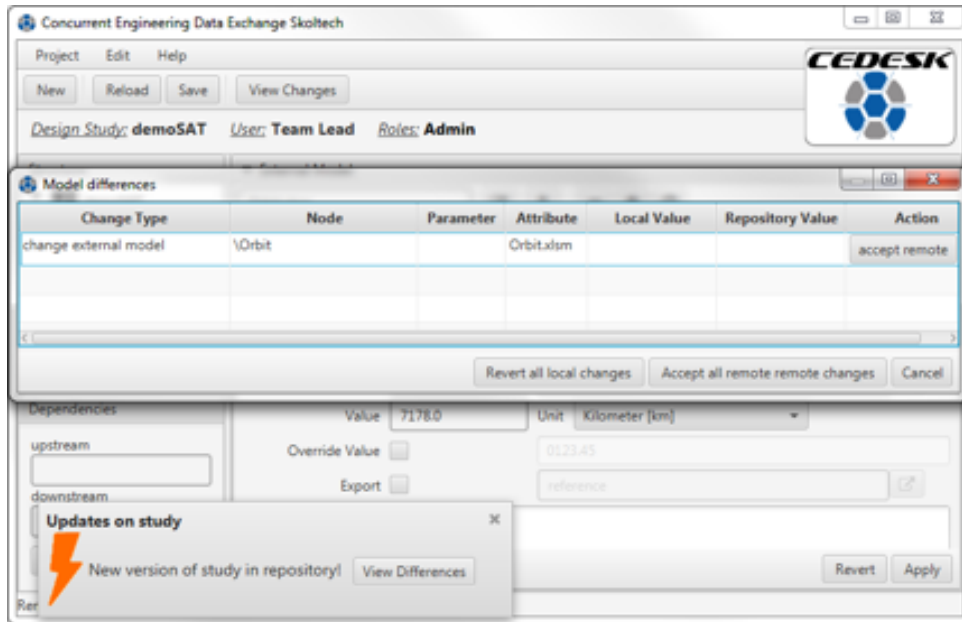 Concurrent Engineering Data Exchange Skoltech
Project Edit Help
CEDESK
New Reload Save View Changes
Design Study: demoSAT User: Team Lead Roles: Admin
Model differences
Change Type Node Parameter Attribute Local Value Repository Value Action
change external model \Orbit Orbit.xlsm accept remote
Revert all local changes Accept all remote remote changes Cancel
Dependencies
Value 7178.0 Unit Kilometer [km]
upstream
Override Value 0123.45
Export reference
downstream
Updates on study
New version of study in repository! View Differences
Revert Apply